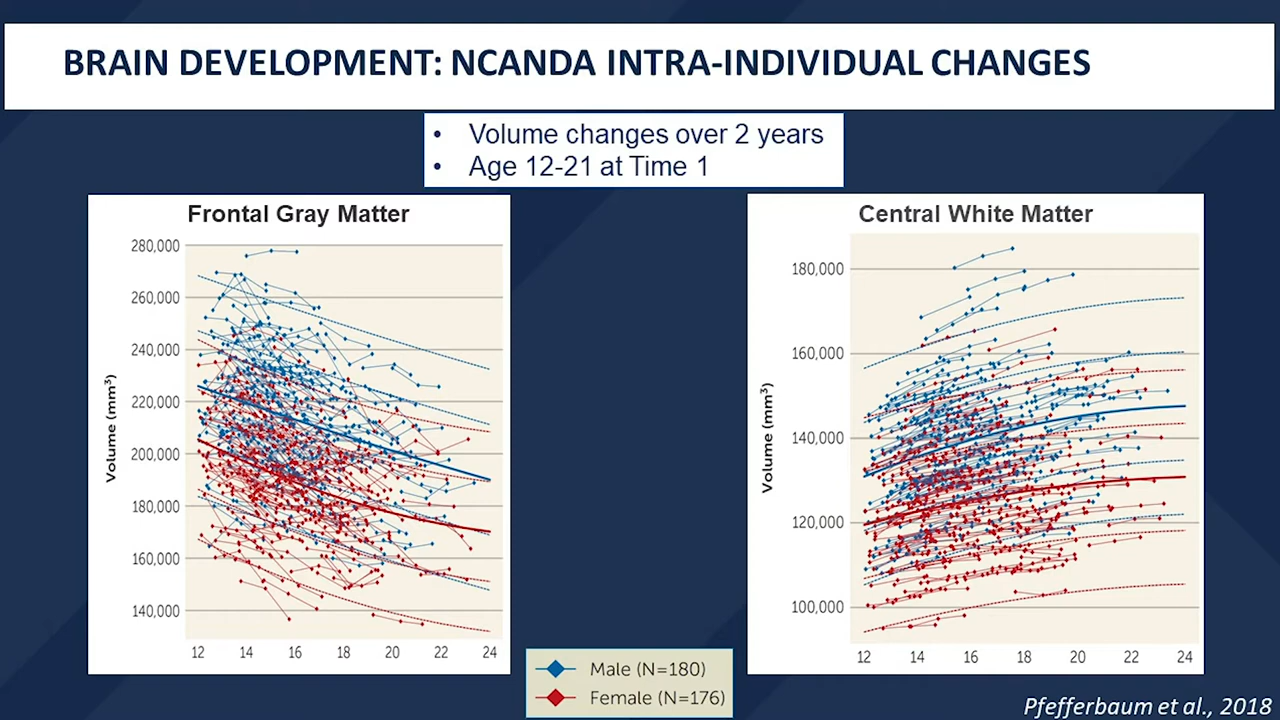 BRAIN DEVELOPMENT: NCANDA INTRA-INDIVIDUAL CHANGES
• Volume changes over 2 years
• Age 12-21 at Time 1
Frontal Gray Matter
Volume (mm³)
280,000
260,000
240,000
220,000
200,000
180,000
160,000
140,000
12 14 16 18 20 22 24
Central White Matter
Volume (mm³)
180,000
160,000
140,000
120,000
100,000
12 14 16 18 20 22 24
Male (N=180)
Female (N=176)
Pfefferbaum et al., 2018